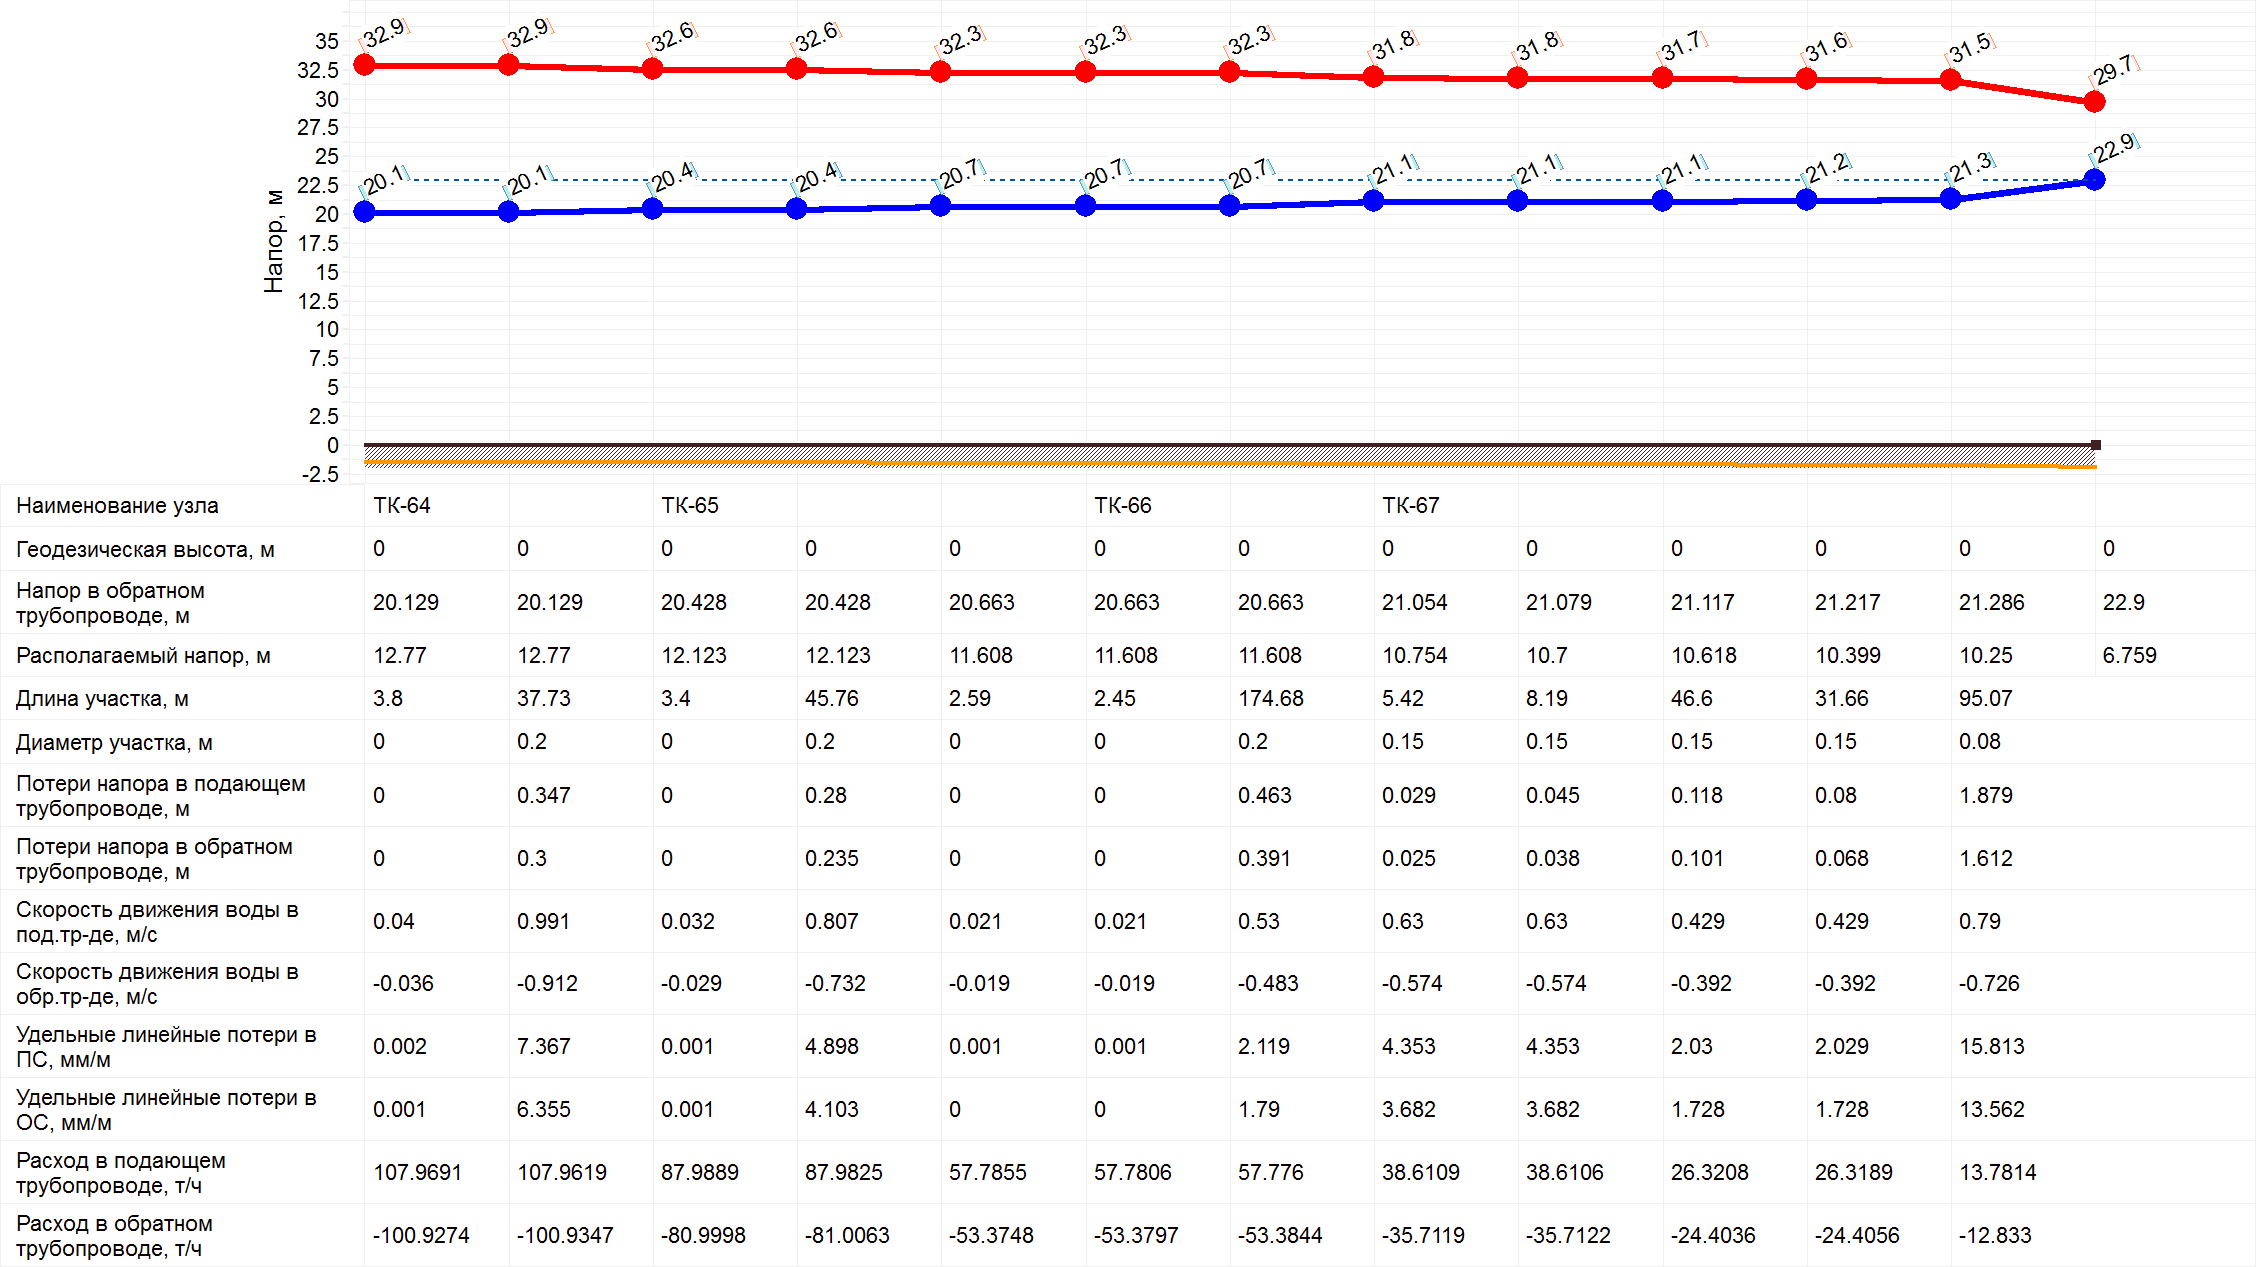 [32.9]
[32.9]
[32.6]
[32.6]
[32.3]
[32.3]
[32.3]
[31.8]
[31.8]
[31.7]
[31.6]
[31.5]
[29.7]
[20.1]
[20.1]
[20.4]
[20.4]
[20.7]
[20.7]
[20.7]
[21.1]
[21.1]
[21.1]
[21.2]
[21.3]
[22.9]
Напор, м
35
32.5
30
27.5
25
22.5
20
17.5
15
12.5
10
7.5
5
2.5
0
-2.5
Наименование узла ТК-64 ТК-65 ТК-66 ТК-67
Геодезическая высота, м 0 0 0 0 0 0 0 0 0 0 0 0 0
Напор в обратном
трубопроводе, м 20.129 20.129 20.428 20.428 20.663 20.663 20.663 21.054 21.079 21.117 21.217 21.286 22.9
Располагаемый напор, м 12.77 12.77 12.123 12.123 11.608 11.608 11.608 10.754 10.7 10.618 10.399 10.25 6.759
Длина участка, м 3.8 37.73 3.4 45.76 2.59 2.45 174.68 5.42 8.19 46.6 31.66 95.07
Диаметр участка, м 0 0.2 0 0.2 0 0 0.2 0.15 0.15 0.15 0.15 0.08
Потери напора в подающем
трубопроводе, м 0 0.347 0 0.28 0 0 0.463 0.029 0.045 0.118 0.08 1.879
Потери напора в обратном
трубопроводе, м 0 0.3 0 0.235 0 0 0.391 0.025 0.038 0.101 0.068 1.612
Скорость движения воды в
под.тр-де, м/с 0.04 0.991 0.032 0.807 0.021 0.021 0.53 0.63 0.63 0.429 0.429 0.79
Скорость движения воды в
обр.тр-де, м/с -0.036 -0.912 -0.029 -0.732 -0.019 -0.019 -0.483 -0.574 -0.574 -0.392 -0.392 -0.726
Удельные линейные потери в
ПС, мм/м 0.002 7.367 0.001 4.898 0.001 0.001 2.119 4.353 4.353 2.03 2.029 15.813
Удельные линейные потери в
ОС, мм/м 0.001 6.355 0.001 4.103 0 0 1.79 3.682 3.682 1.728 1.728 13.562
Расход в подающем
трубопроводе, т/ч 107.9691 107.9619 87.9889 87.9825 57.7855 57.7806 57.776 38.6109 38.6106 26.3208 26.3189 13.7814
Расход в обратном
трубопроводе, т/ч -100.9274 -100.9347 -80.9998 -81.0063 -53.3748 -53.3797 -53.3844 -35.7119 -35.7122 -24.4036 -24.4056 -12.833